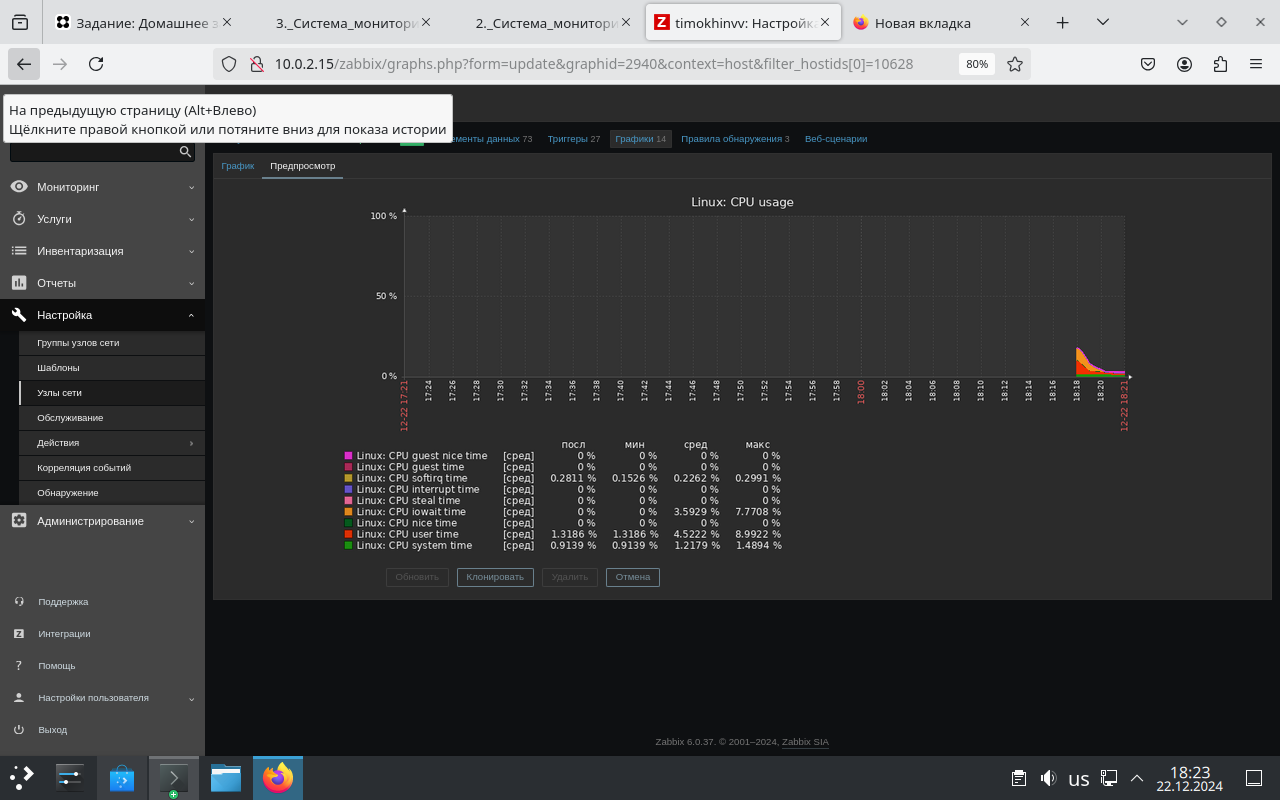 Задание: Домашнее з
3._Система_монитори
2._Система_монитори
timokhinvv: Настройка
Новая вкладка
10.0.2.15/zabbix/graphs.php?form=update&graphid=2940&context=host&filter_hostids[0]=10628
80%
На предыдущую страницу (Alt+Влево)
Щёлкните правой кнопкой или потяните вниз для показа истории
Триггеры 27
Графики 14
Правила обнаружения 3
Веб-сценарии
График
Предпросмотр
Мониторинг
Услуги
Инвентаризация
Отчеты
Настройка
Группы узлов сети
Шаблоны
Узлы сети
Обслуживание
Действия
Корреляция событий
Обнаружение
Администрирование
Поддержка
Интеграции
Помощь
Настройки пользователя
Выход
Linux: CPU usage
100 %
50 %
0 %
12-22 17:21
17:24
17:26
17:28
17:30
17:32
17:34
17:36
17:38
17:40
17:42
17:44
17:46
17:48
17:50
17:52
17:54
17:56
17:58
18:00
18:02
18:04
18:06
18:08
18:10
18:12
18:14
18:16
18:18
18:20
12-22 18:21
посл мин сред макс
Linux: CPU guest nice time [сред] 0 % 0 % 0 % 0 %
Linux: CPU guest time [сред] 0 % 0 % 0 % 0 %
Linux: CPU softirq time [сред] 0.2811 % 0.1526 % 0.2262 % 0.2991 %
Linux: CPU interrupt time [сред] 0 % 0 % 0 % 0 %
Linux: CPU steal time [сред] 0 % 0 % 0 % 0 %
Linux: CPU iowait time [сред] 0 % 0 % 3.5929 % 7.7708 %
Linux: CPU nice time [сред] 0 % 0 % 0 % 0 %
Linux: CPU user time [сред] 1.3186 % 1.3186 % 4.5222 % 8.9922 %
Linux: CPU system time [сред] 0.9139 % 0.9139 % 1.2179 % 1.4894 %
Обновить
Клонировать
Удалить
Отмена
Zabbix 6.0.37. © 2001–2024, Zabbix SIA
us
18:23
22.12.2024